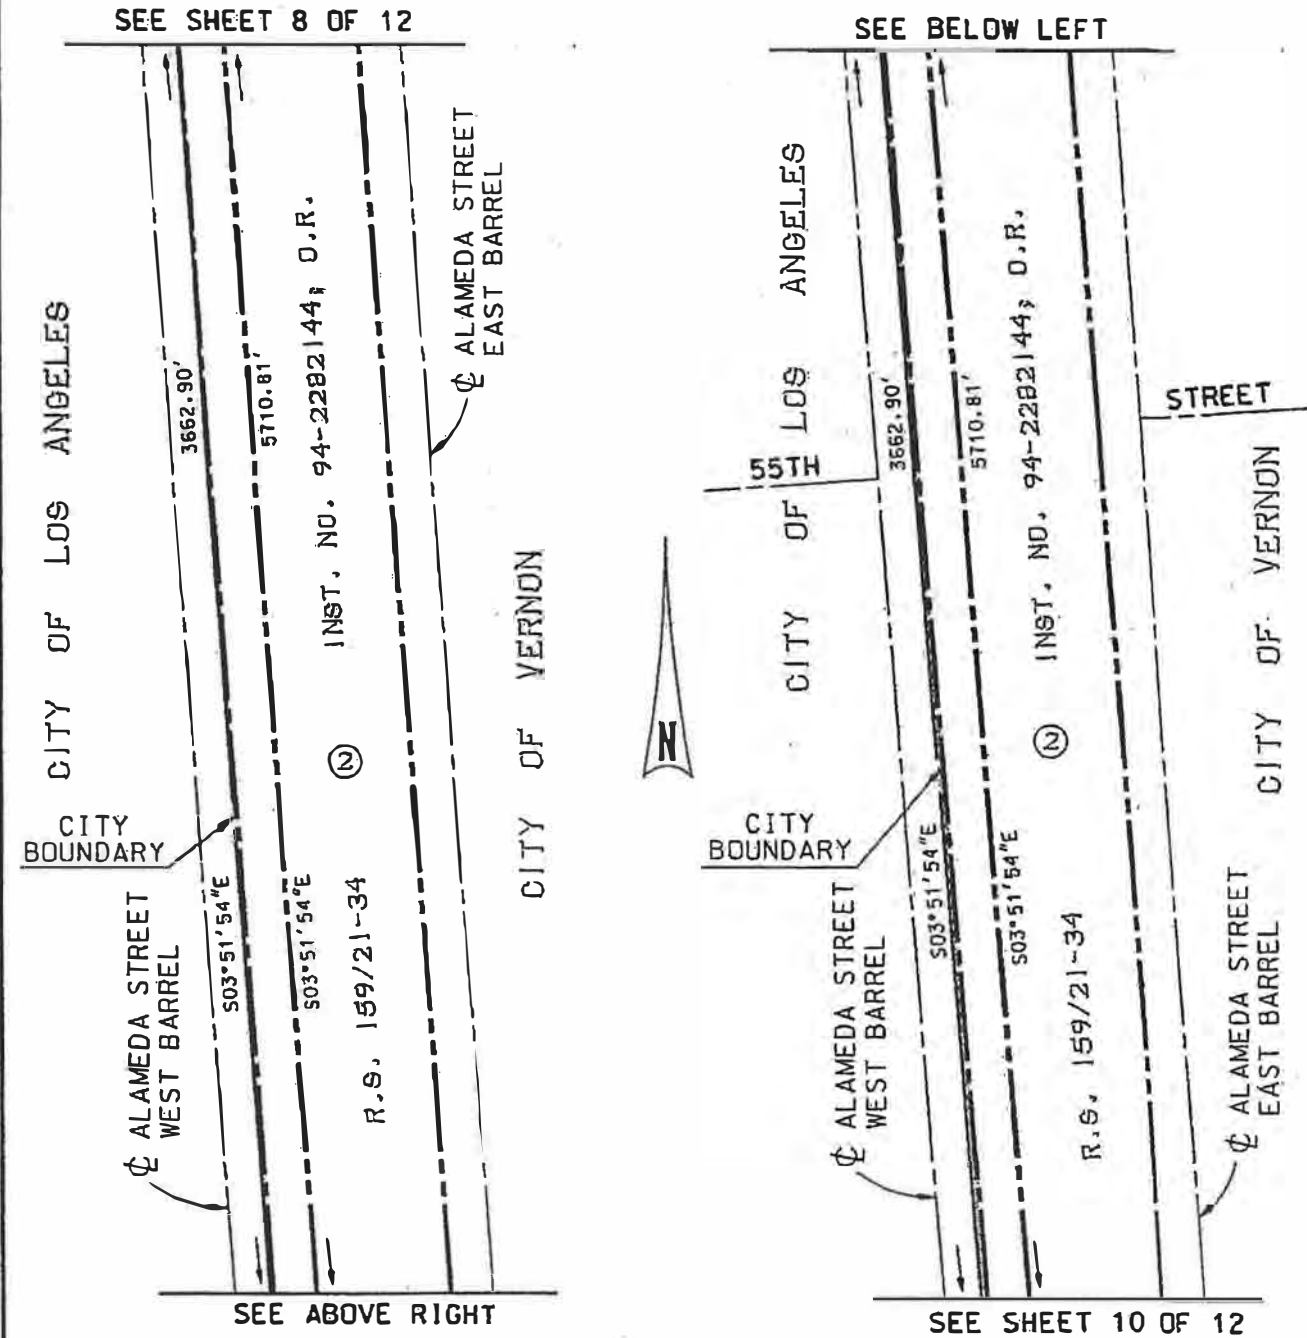 SEE SHEET 8 OF 12
CITY OF LOS ANGELES
3662.90'
5710.81'
INST. NO. 94-2282144, O.R.
℄ ALAMEDA STREET
EAST BARREL
CITY OF VERNON
②
CITY
BOUNDARY
S03°51'54"E
S03°51'54"E
R.S. 159/21-34
℄ ALAMEDA STREET
WEST BARREL
SEE ABOVE RIGHT
N
SEE BELOW LEFT
CITY OF LOS ANGELES
3662.90'
5710.81'
INST. NO. 94-2282144, O.R.
55TH STREET
CITY OF VERNON
②
CITY
BOUNDARY
S03°51'54"E
S03°51'54"E
R.S. 159/21-34
℄ ALAMEDA STREET
WEST BARREL
℄ ALAMEDA STREET
EAST BARREL
SEE SHEET 10 OF 12